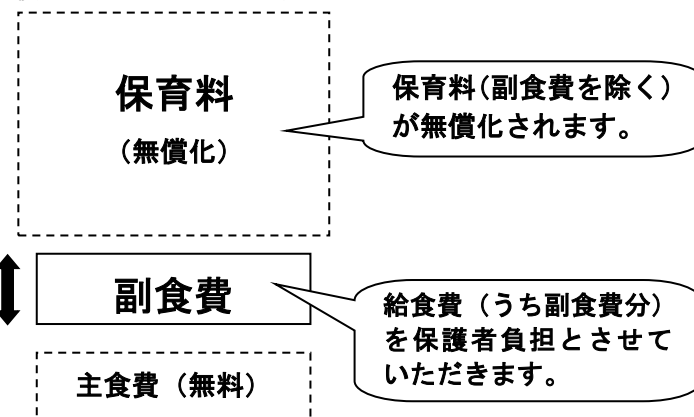 保育料
（無償化）
保育料（副食費を除く）
が無償化されます。
副食費
給食費（うち副食費分）
を保護者負担とさせて
いただきます。
主食費（無料）